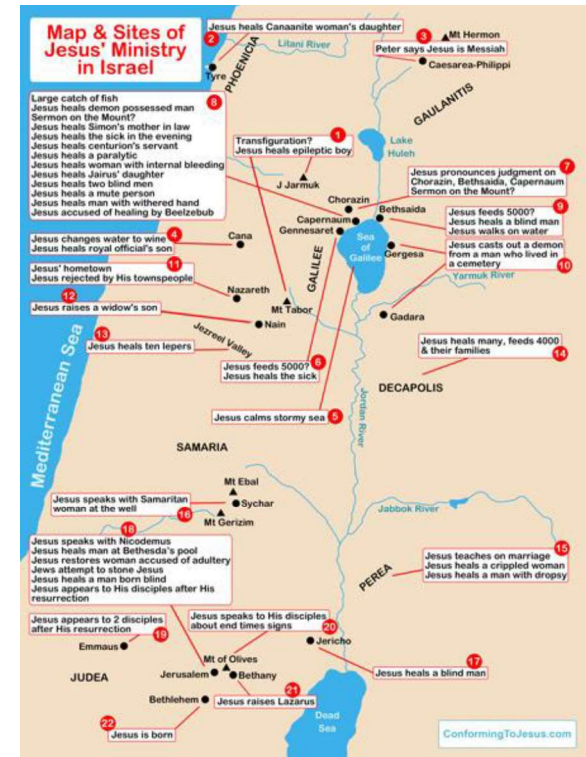 Map & Sites of
Jesus' Ministry
in Israel
2
Jesus heals Canaanite woman's daughter
Litani River
Tyre
PHOENICIA
3
Mt Hermon
Peter says Jesus is Messiah
Caesarea-Philippi
GAULANITIS
8
Large catch of fish
Jesus heals demon possessed man
Sermon on the Mount?
Jesus heals Simon's mother in law
Jesus heals the sick in the evening
Jesus heals centurion's servant
Jesus heals a paralytic
Jesus heals woman with internal bleeding
Jesus heals Jairus' daughter
Jesus heals two blind men
Jesus heals a mute person
Jesus heals man with withered hand
Jesus accused of healing by Beelzebub
1
Transfiguration?
Jesus heals epileptic boy
J Jarmuk
Lake
Huleh
7
Jesus pronounces judgment on
Chorazin, Bethsaida, Capernaum
Sermon on the Mount?
Chorazin
Capernaum
Gennesaret
Bethsaida
9
Jesus feeds 5000?
Jesus heals a blind man
Jesus walks on water
4
Jesus changes water to wine
Jesus heals royal official's son
Cana
Sea
of
Galilee
Gergesa
Jesus casts out a demon
from a man who lived in
a cemetery
10
GALILEE
Yarmuk River
11
Jesus' hometown
Jesus rejected by His townspeople
Nazareth
Mt Tabor
12
Jesus raises a widow's son
Nain
Gadara
13
Jesus heals ten lepers
Jezreel Valley
Jesus heals many, feeds 4000
& their families
14
6
Jesus feeds 5000?
Jesus heals the sick
DECAPOLIS
Jesus calms stormy sea
5
Mediterranean Sea
Jordan River
SAMARIA
Mt Ebal
Jesus speaks with Samaritan
woman at the well
16
Sychar
Mt Gerizim
Jabbok River
18
Jesus speaks with Nicodemus
Jesus heals man at Bethesda's pool
Jesus restores woman accused of adultery
Jews attempt to stone Jesus
Jesus heals a man born blind
Jesus appears to His disciples after His
resurrection
15
Jesus teaches on marriage
Jesus heals a crippled woman
Jesus heals a man with dropsy
PEREA
Jesus appears to 2 disciples
after His resurrection
19
Emmaus
Jesus speaks to His disciples
about end times signs
20
Jericho
Mt of Olives
Jerusalem
Bethany
17
Jesus heals a blind man
JUDEA
21
Jesus raises Lazarus
Bethlehem
22
Jesus is born
Dead
Sea
ConformingToJesus.com